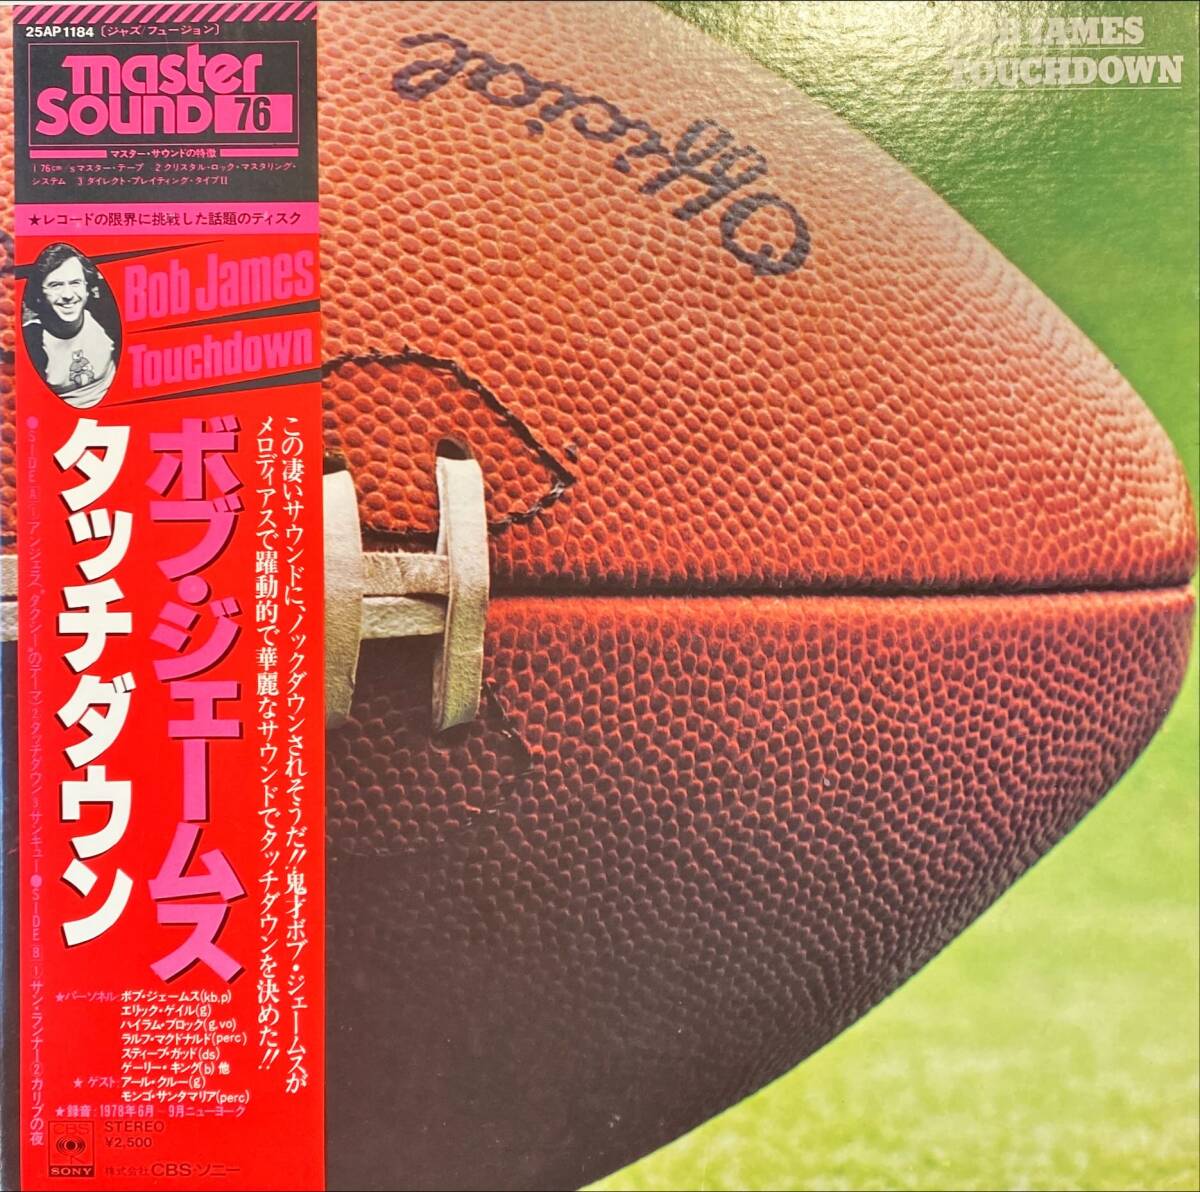 25AP1184 〔ジャズ/フュージョン〕
master
Sound 76
マスター・サウンドの特徴
1 76cm/sマスター・テープ 2 クリスタル・ロック・マスタリング・
システム 3 ダイレクト・プレイティング・タイプII
★レコードの限界に挑戦した話題のディスク
Bob James
Touchdown
ボブ・ジェームス
タッチダウン
この凄いサウンドに、ノックダウンされそうだ!!鬼才ボブ・ジェームスが
メロディアスで躍動的で華麗なサウンドでタッチダウンを決めた!!
●SIDE A 1アンジェラ“タクシー”のテーマ 2タッチダウン 3サンキュー ●SIDE B 1サン・ランナー 2カリブの夜
★パーソネル:ボブ・ジェームス(kb,p)
エリック・ゲイル(g)
ハイラム・ブロック(g,vo)
ラルフ・マクドナルド(perc)
スティーブ・ガッド(ds)
ゲーリー・キング(b)他
★ゲスト:アール・クルー(g)
モンゴ・サンタマリア(perc)
★録音:1978年6月〜9月ニューヨーク
CBS
SONY
STEREO
¥2,500
株式会社CBS・ソニー
Official
BOB JAMES
TOUCHDOWN